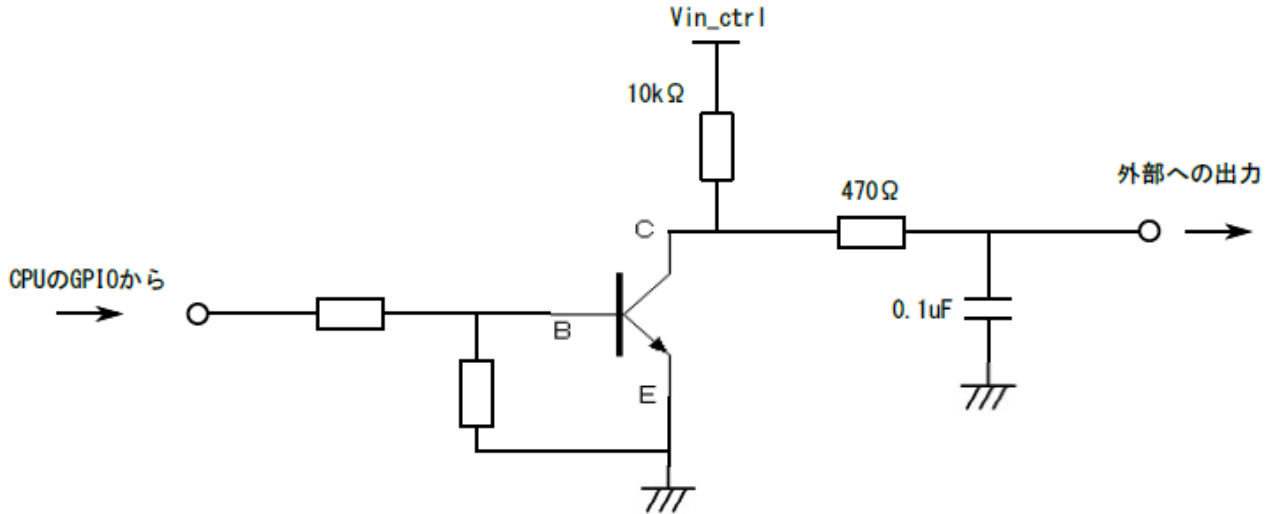 Vin_ctrl
10kΩ
外部への出力
470Ω
C
CPUのGPIOから
0.1uF
B
E